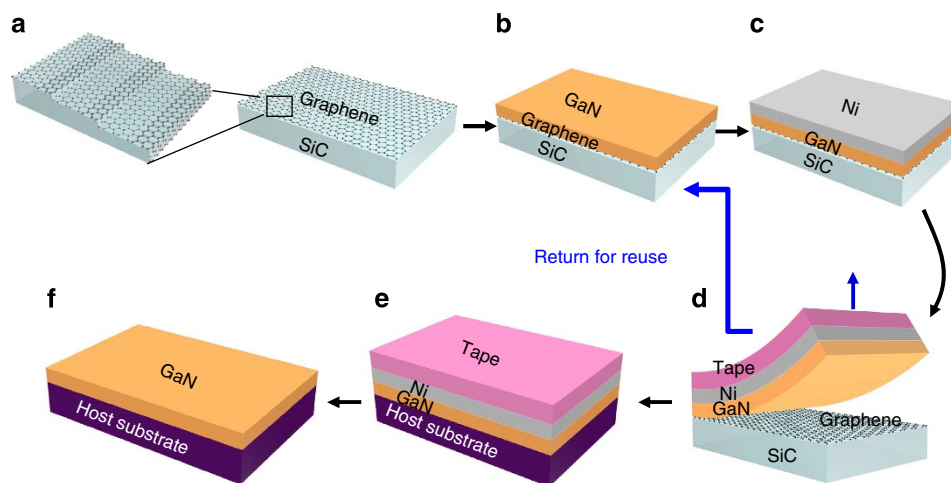 a
Graphene
SiC
b
GaN
Graphene
SiC
c
Ni
GaN
SiC
Return for reuse
f
GaN
Host substrate
e
Tape
Ni
GaN
Host substrate
d
Tape
Ni
GaN
Graphene
SiC